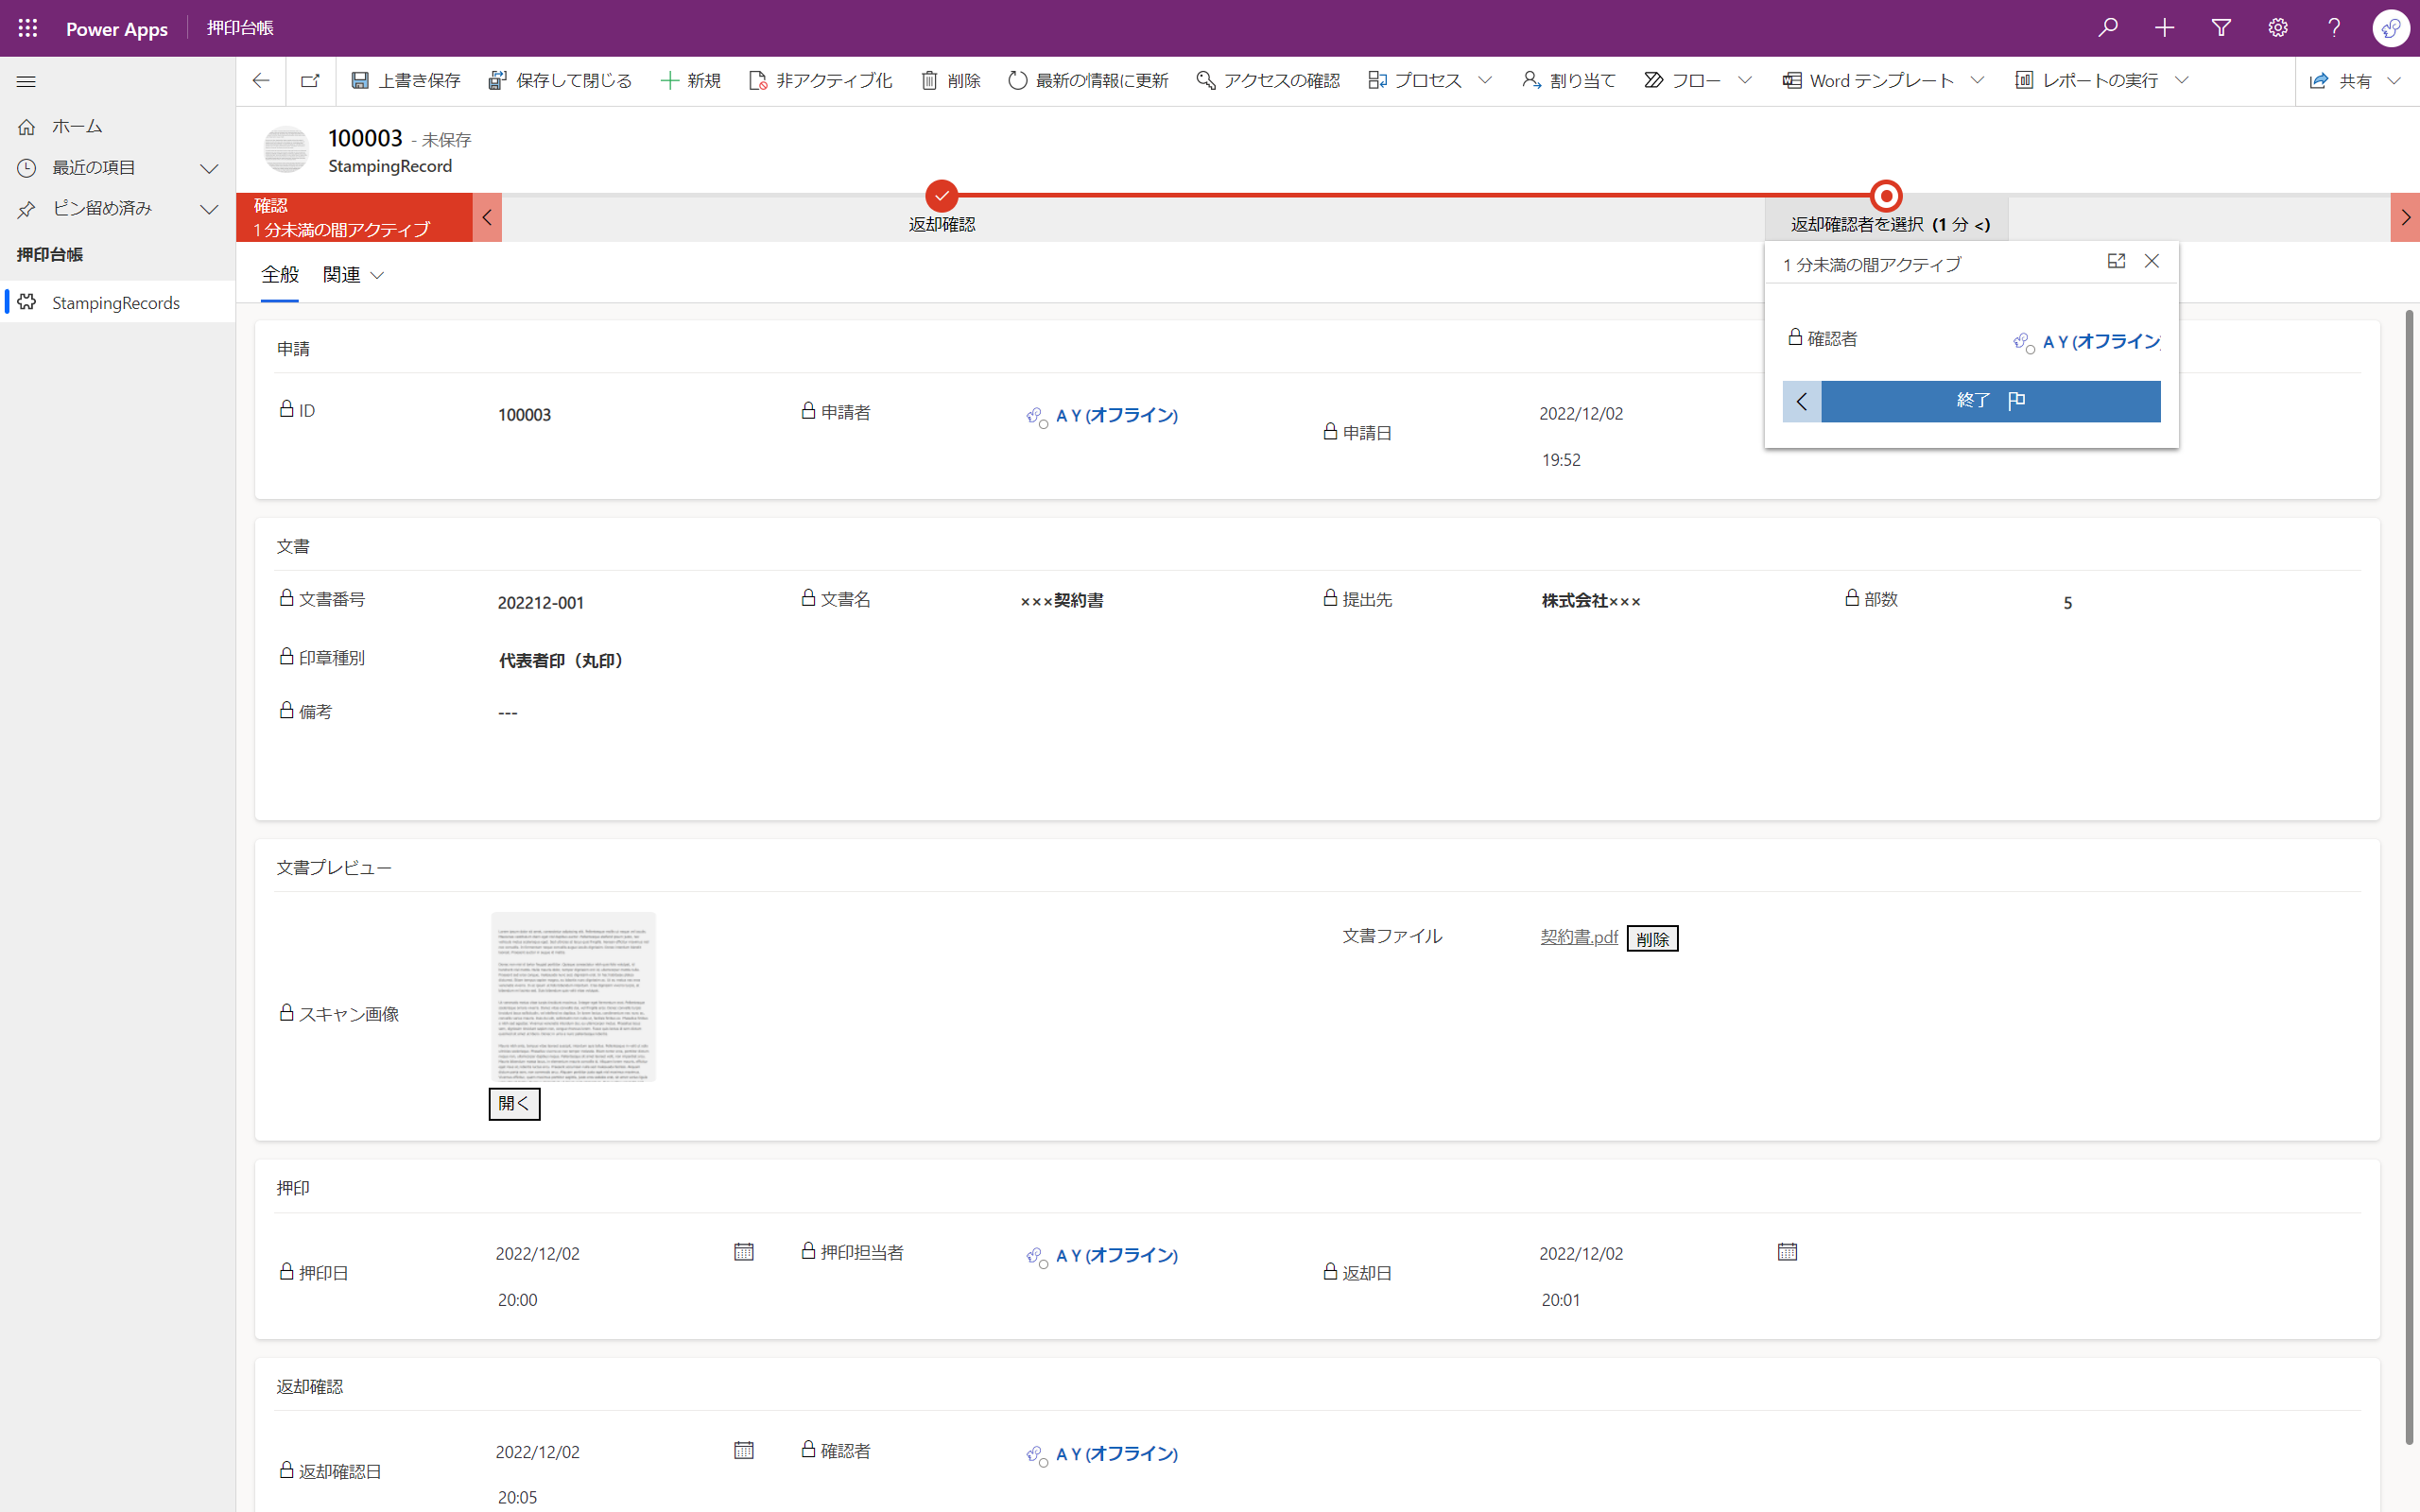 Power Apps 押印台帳
上書き保存 保存して閉じる 新規 非アクティブ化 削除 最新の情報に更新 アクセスの確認 プロセス 割り当て フロー Word テンプレート レポートの実行 共有
ホーム
最近の項目
ピン留め済み
押印台帳
StampingRecords
100003 - 未保存
StampingRecord
確認
1 分未満の間アクティブ
返却確認
返却確認者を選択 (1 分 <)
1 分未満の間アクティブ
確認者 A Y (オフライン)
終了
全般 関連
申請
ID 100003 申請者 A Y (オフライン) 申請日 2022/12/02
19:52
文書
文書番号 202212-001 文書名 ×××契約書 提出先 株式会社××× 部数 5
印章種別 代表者印（丸印）
備考 ---
文書プレビュー
スキャン画像
開く
文書ファイル 契約書.pdf 削除
押印
押印日 2022/12/02 押印担当者 A Y (オフライン) 返却日 2022/12/02
20:00 20:01
返却確認
返却確認日 2022/12/02 確認者 A Y (オフライン)
20:05